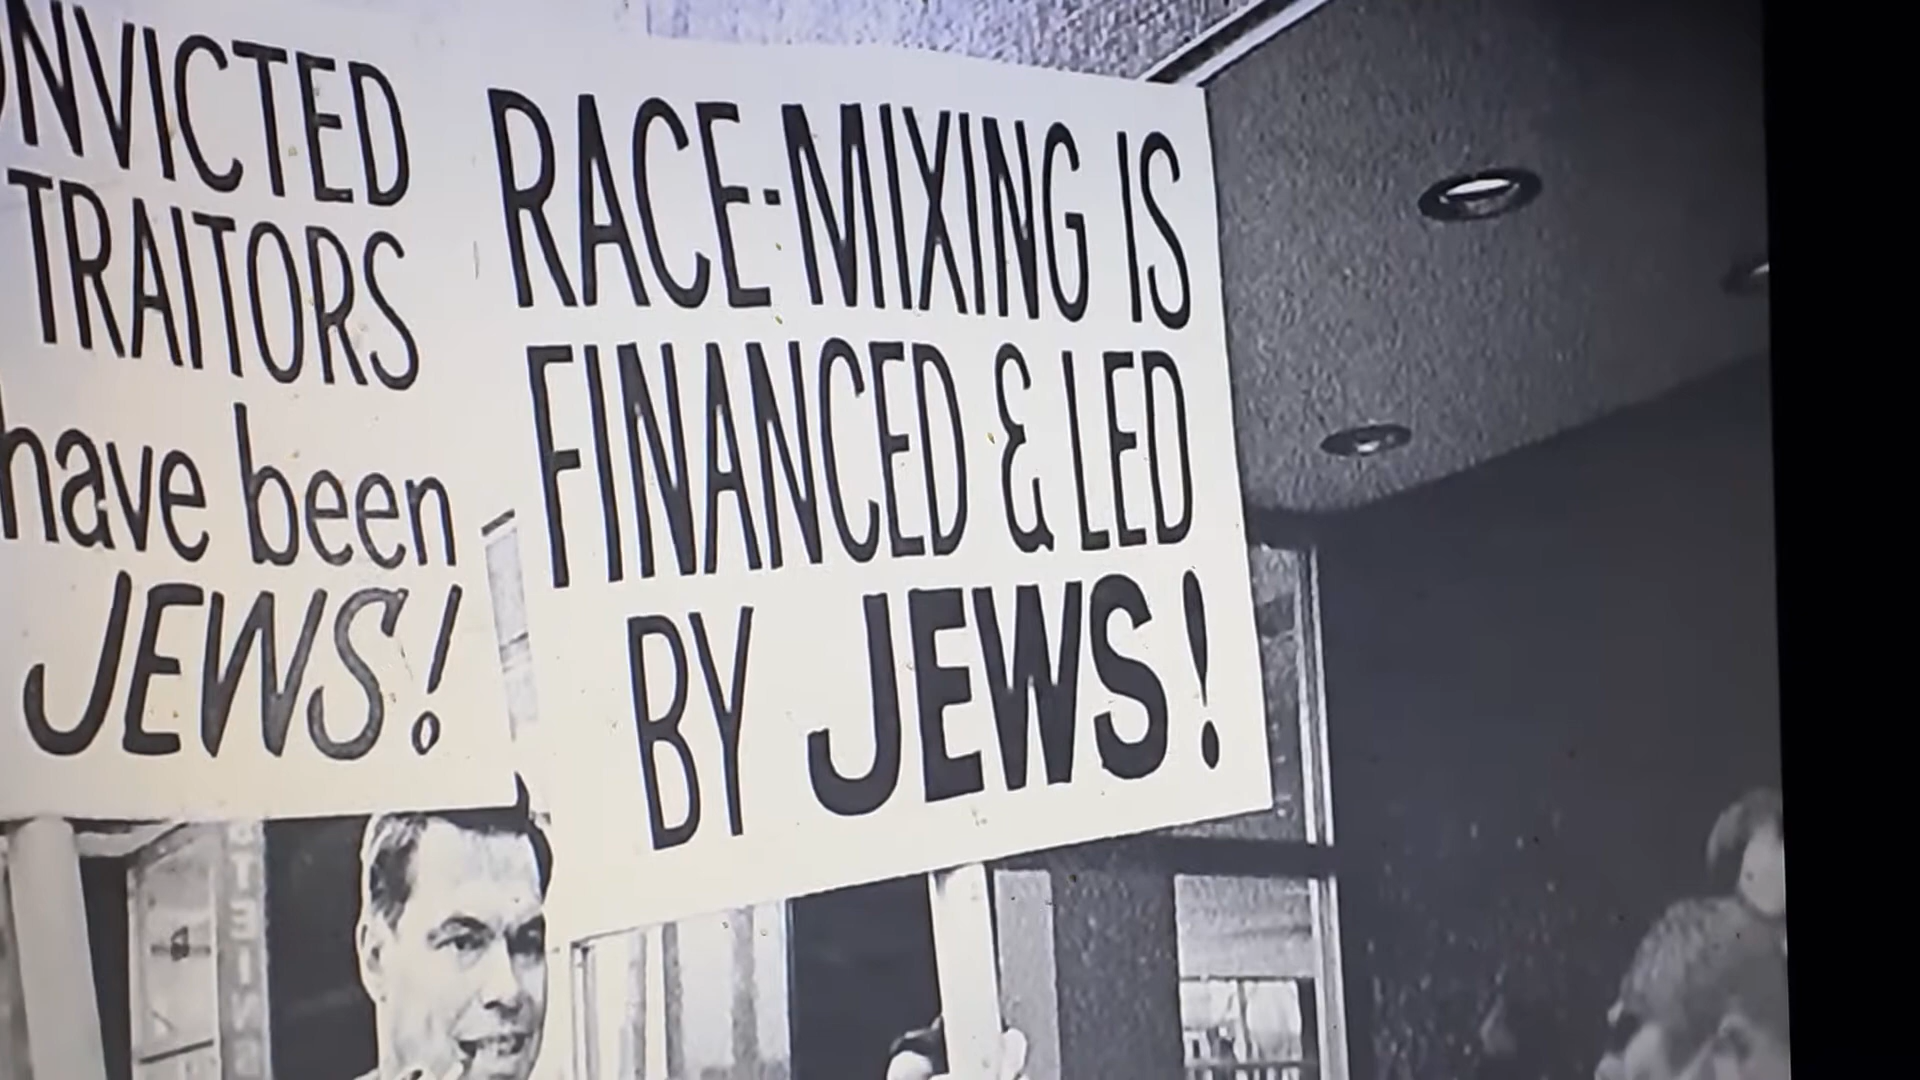 NVICTED
TRAITORS
have been
JEWS!
RACE-MIXING IS
FINANCED & LED
BY JEWS!